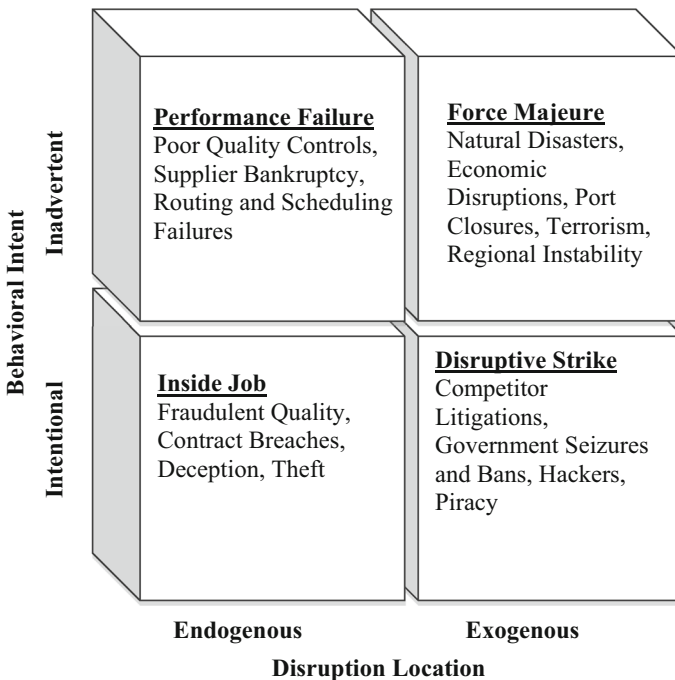 Behavioral Intent
Inadvertent
Performance Failure
Poor Quality Controls,
Supplier Bankruptcy,
Routing and Scheduling
Failures
Force Majeure
Natural Disasters,
Economic
Disruptions, Port
Closures, Terrorism,
Regional Instability
Intentional
Inside Job
Fraudulent Quality,
Contract Breaches,
Deception, Theft
Disruptive Strike
Competitor
Litigations,
Government Seizures
and Bans, Hackers,
Piracy
Endogenous
Exogenous
Disruption Location